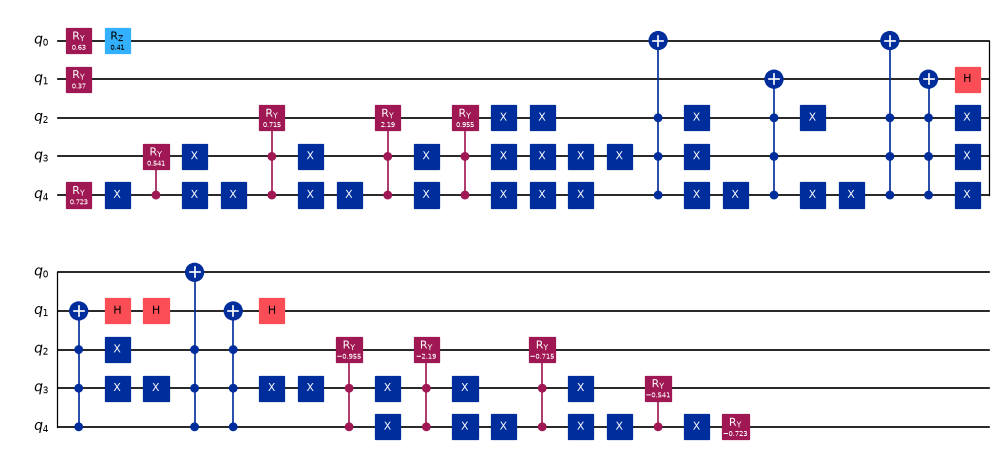 q0 RY 0.63 RZ 0.41
q1 RY 0.37 H
q2 RY 0.715 RY 2.19 RY 0.955 X X X X X
q3 RY 0.541 X X X X X X X X X
q4 RY 0.723 X X X X X X X X X X X X X X
q0
q1 H H H
q2 X RY −0.955 RY −2.19 RY −0.715
q3 X X X X X X X RY −0.541
q4 X X X X X X RY −0.723